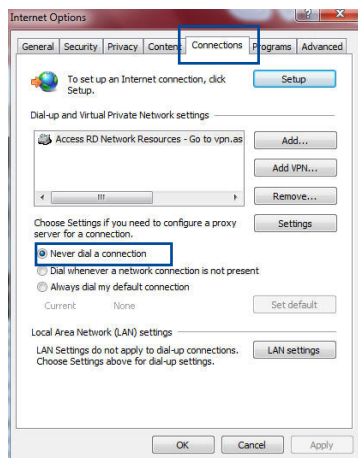 Internet Options
General Security Privacy Content Connections Programs Advanced
To set up an Internet connection, click
Setup.
Setup
Dial-up and Virtual Private Network settings
Access RD Network Resources - Go to vpn.as
Add...
Add VPN...
Remove...
Choose Settings if you need to configure a proxy
server for a connection.
Settings
Never dial a connection
Dial whenever a network connection is not present
Always dial my default connection
Current None
Set default
Local Area Network (LAN) settings
LAN Settings do not apply to dial-up connections.
Choose Settings above for dial-up settings.
LAN settings
OK Cancel Apply